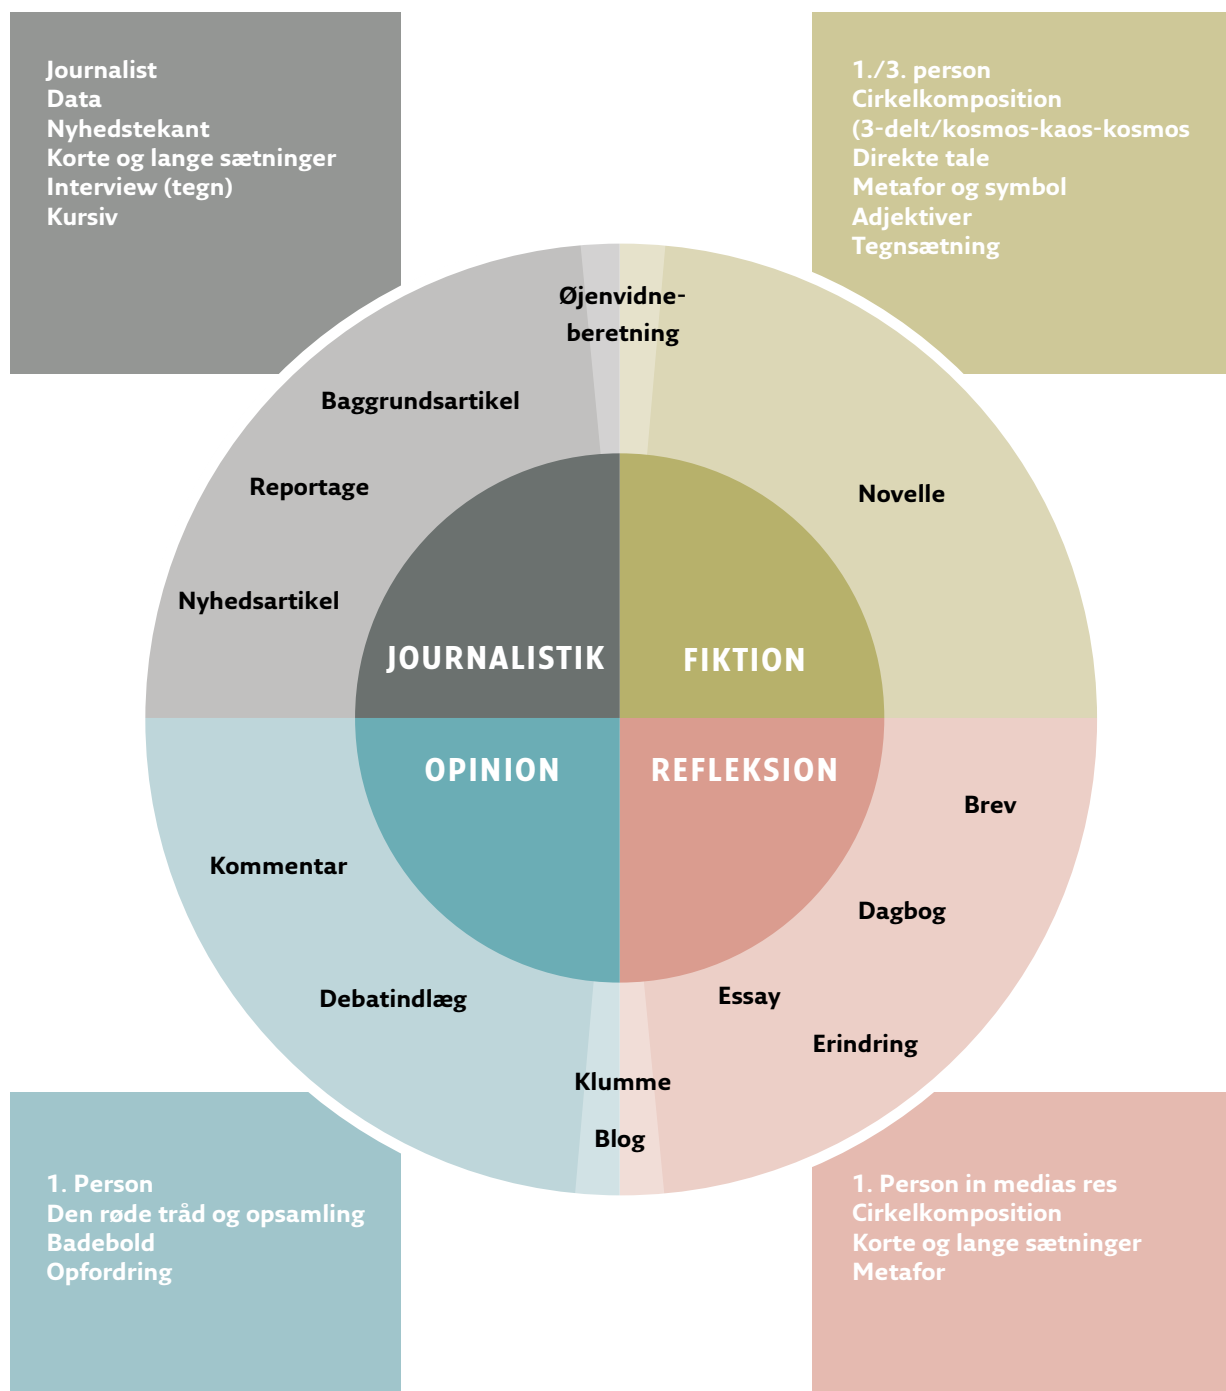 Journalist
Data
Nyhedstekant
Korte og lange sætninger
Interview (tegn)
Kursiv
1./3. person
Cirkelkomposition
(3-delt/kosmos-kaos-kosmos
Direkte tale
Metafor og symbol
Adjektiver
Tegnsætning
Øjenvidne-
beretning
Baggrundsartikel
Reportage
Nyhedsartikel
Novelle
JOURNALISTIK
FIKTION
OPINION
REFLEKSION
Brev
Kommentar
Dagbog
Debatindlæg
Essay
Erindring
Klumme
Blog
1. Person
Den røde tråd og opsamling
Badebold
Opfordring
1. Person in medias res
Cirkelkomposition
Korte og lange sætninger
Metafor